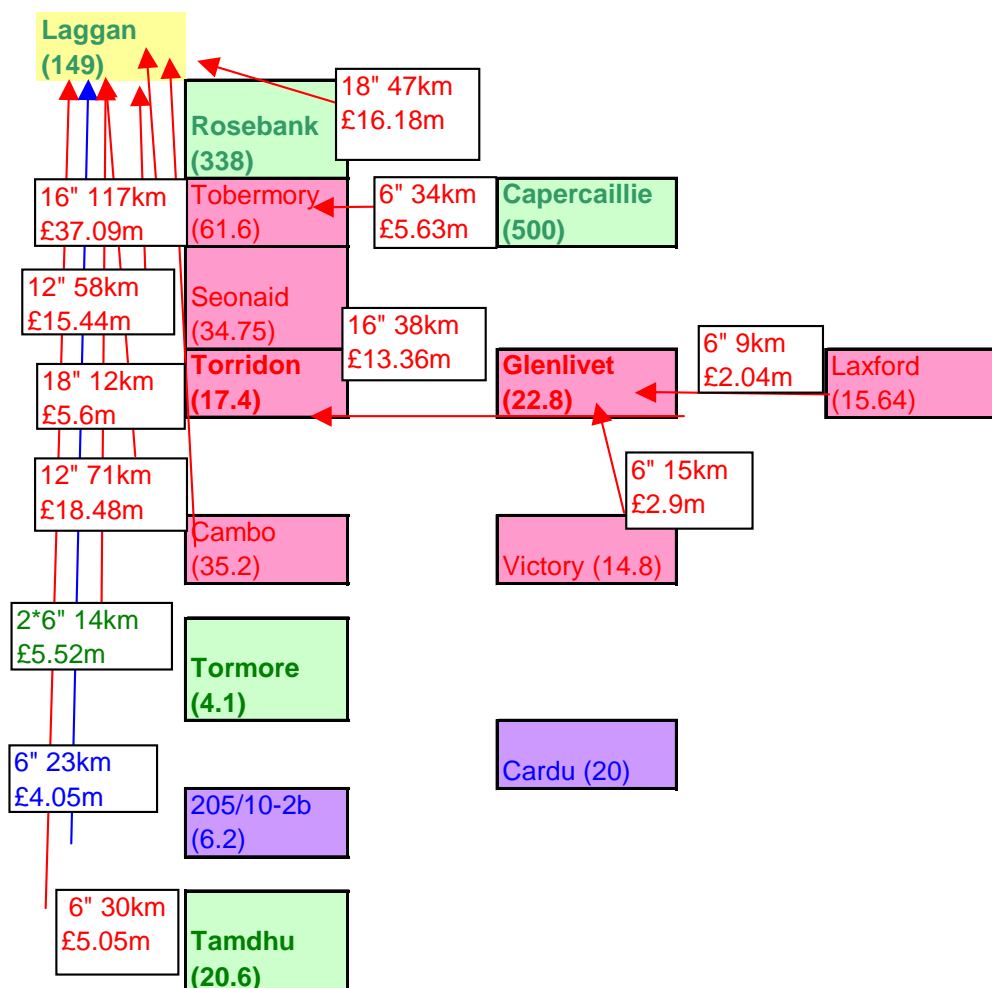 Laggan
(149)
18" 47km
£16.18m
Rosebank
(338)
16" 117km
£37.09m
Tobermory
(61.6)
6" 34km
£5.63m
Capercaillie
(500)
12" 58km
£15.44m
Seonaid
(34.75)
16" 38km
£13.36m
18" 12km
£5.6m
Torridon
(17.4)
Glenlivet
(22.8)
6" 9km
£2.04m
Laxford
(15.64)
12" 71km
£18.48m
6" 15km
£2.9m
Cambo
(35.2)
Victory (14.8)
2*6" 14km
£5.52m
Tormore
(4.1)
6" 23km
£4.05m
Cardu (20)
205/10-2b
(6.2)
6" 30km
£5.05m
Tamdhu
(20.6)